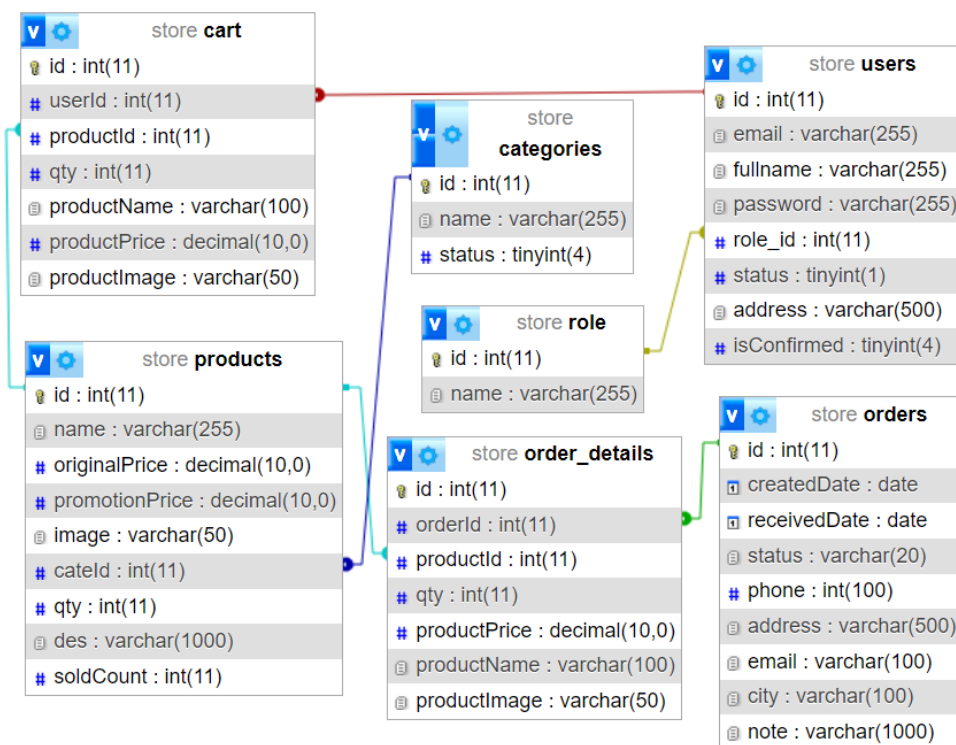 store cart
id : int(11)
userId : int(11)
productId : int(11)
qty : int(11)
productName : varchar(100)
productPrice : decimal(10,0)
productImage : varchar(50)
store users
id : int(11)
email : varchar(255)
fullname : varchar(255)
password : varchar(255)
role_id : int(11)
status : tinyint(1)
address : varchar(500)
isConfirmed : tinyint(4)
store
categories
id : int(11)
name : varchar(255)
status : tinyint(4)
store role
id : int(11)
name : varchar(255)
store products
id : int(11)
name : varchar(255)
originalPrice : decimal(10,0)
promotionPrice : decimal(10,0)
image : varchar(50)
cateId : int(11)
qty : int(11)
des : varchar(1000)
soldCount : int(11)
store order_details
id : int(11)
orderId : int(11)
productId : int(11)
qty : int(11)
productPrice : decimal(10,0)
productName : varchar(100)
productImage : varchar(50)
store orders
id : int(11)
createdDate : date
receivedDate : date
status : varchar(20)
phone : int(100)
address : varchar(500)
email : varchar(100)
city : varchar(100)
note : varchar(1000)